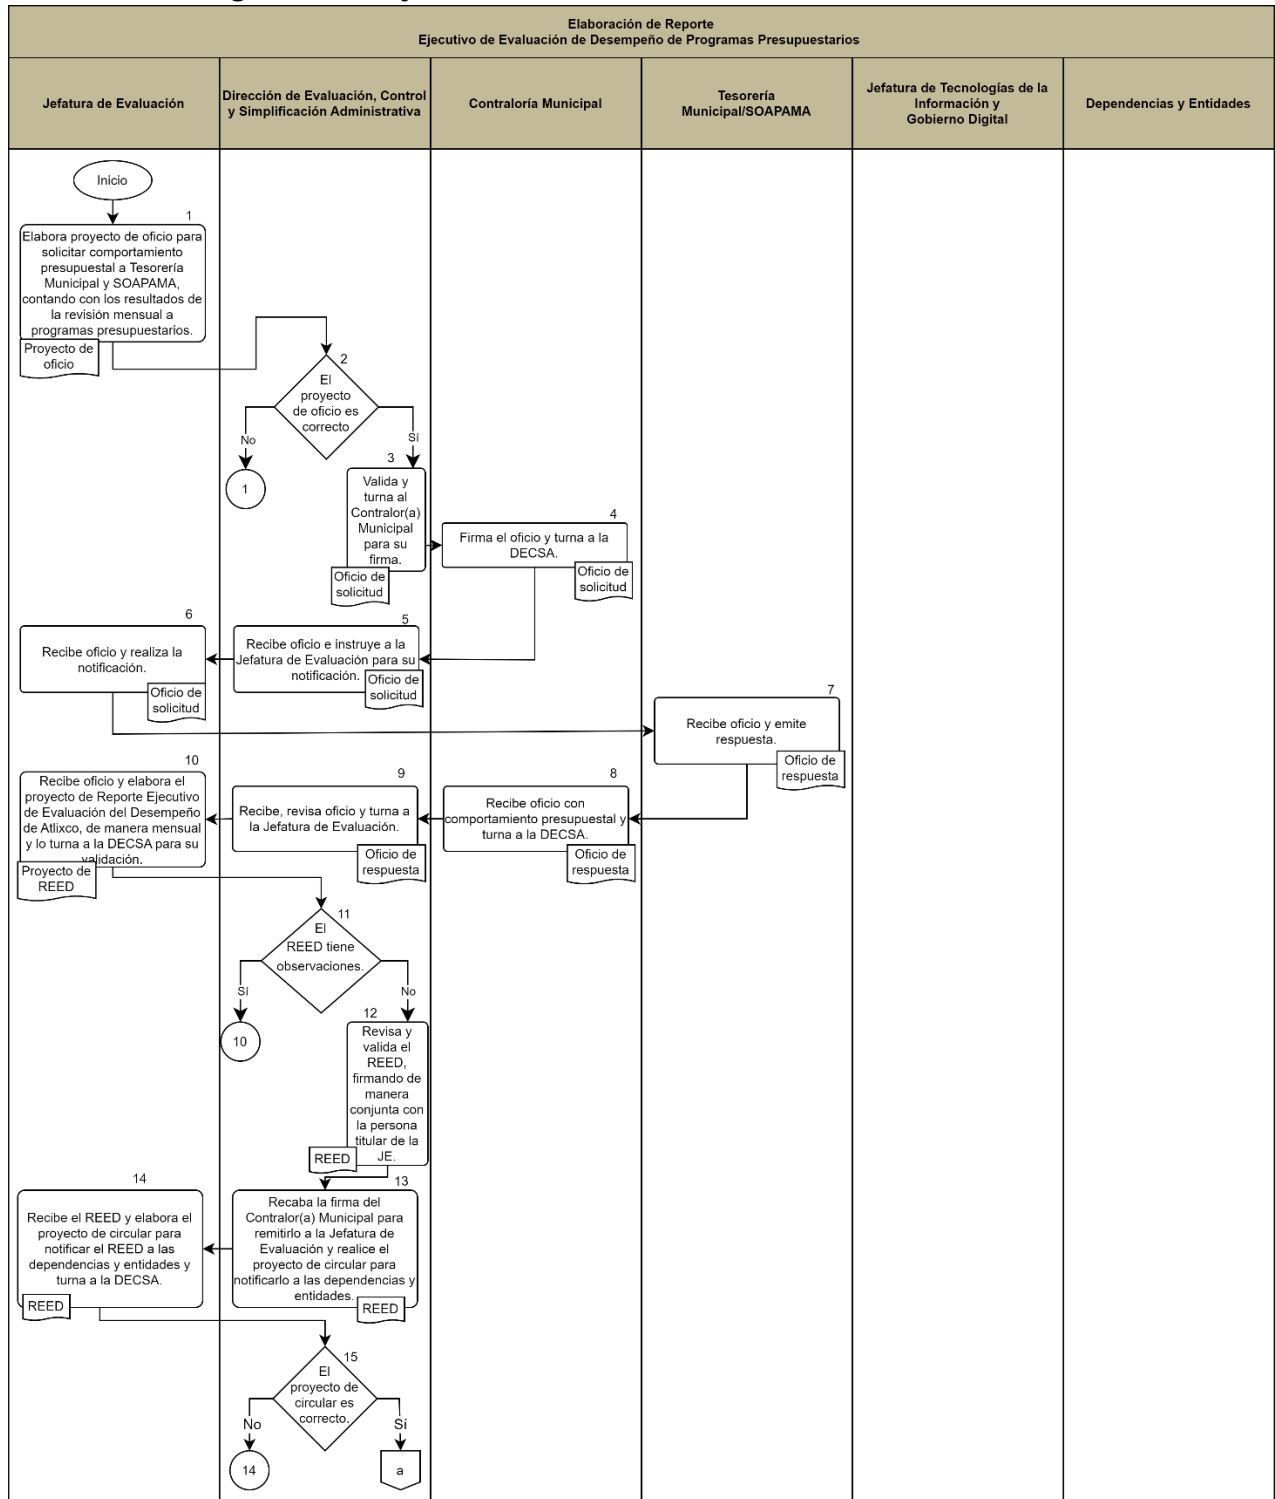 Elaboración de Reporte
Ejecutivo de Evaluación de Desempeño de Programas Presupuestarios
Jefatura de Evaluación
Dirección de Evaluación, Control
y Simplificación Administrativa
Contraloría Municipal
Tesorería
Municipal/SOAPAMA
Jefatura de Tecnologías de la
Información y
Gobierno Digital
Dependencias y Entidades
Inicio
1
Elabora proyecto de oficio para
solicitar comportamiento
presupuestal a Tesorería
Municipal y SOAPAMA,
contando con los resultados de
la revisión mensual a
programas presupuestarios.
Proyecto de
oficio
2
El
proyecto
de oficio es
correcto
No
Sí
1
3
Valida y
turna al
Contralor(a)
Municipal
para su
firma.
Oficio de
solicitud
4
Firma el oficio y turna a la
DECSA.
Oficio de
solicitud
5
Recibe oficio e instruye a la
Jefatura de Evaluación para su
notificación.
Oficio de
solicitud
6
Recibe oficio y realiza la
notificación.
Oficio de
solicitud
7
Recibe oficio y emite
respuesta.
Oficio de
respuesta
8
Recibe oficio con
comportamiento presupuestal y
turna a la DECSA.
Oficio de
respuesta
9
Recibe, revisa oficio y turna a
la Jefatura de Evaluación.
Oficio de
respuesta
10
Recibe oficio y elabora el
proyecto de Reporte Ejecutivo
de Evaluación del Desempeño
de Atlixco, de manera mensual
y lo turna a la DECSA para su
validación.
Proyecto de
REED
11
El
REED tiene
observaciones.
Sí
No
10
12
Revisa y
valida el
REED,
firmando de
manera
conjunta con
la persona
titular de la
JE.
REED
13
Recaba la firma del
Contralor(a) Municipal para
remitirlo a la Jefatura de
Evaluación y realice el
proyecto de circular para
notificarlo a las dependencias y
entidades.
REED
14
Recibe el REED y elabora el
proyecto de circular para
notificar el REED a las
dependencias y entidades y
turna a la DECSA.
REED
15
El
proyecto de
circular es
correcto.
No
Sí
14
a